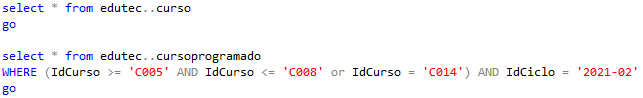 select * from edutec..curso
go
select * from edutec..cursoprogramado
WHERE (IdCurso >= 'C005' AND IdCurso <= 'C008' or IdCurso = 'C014') AND IdCiclo = '2021-02'
go